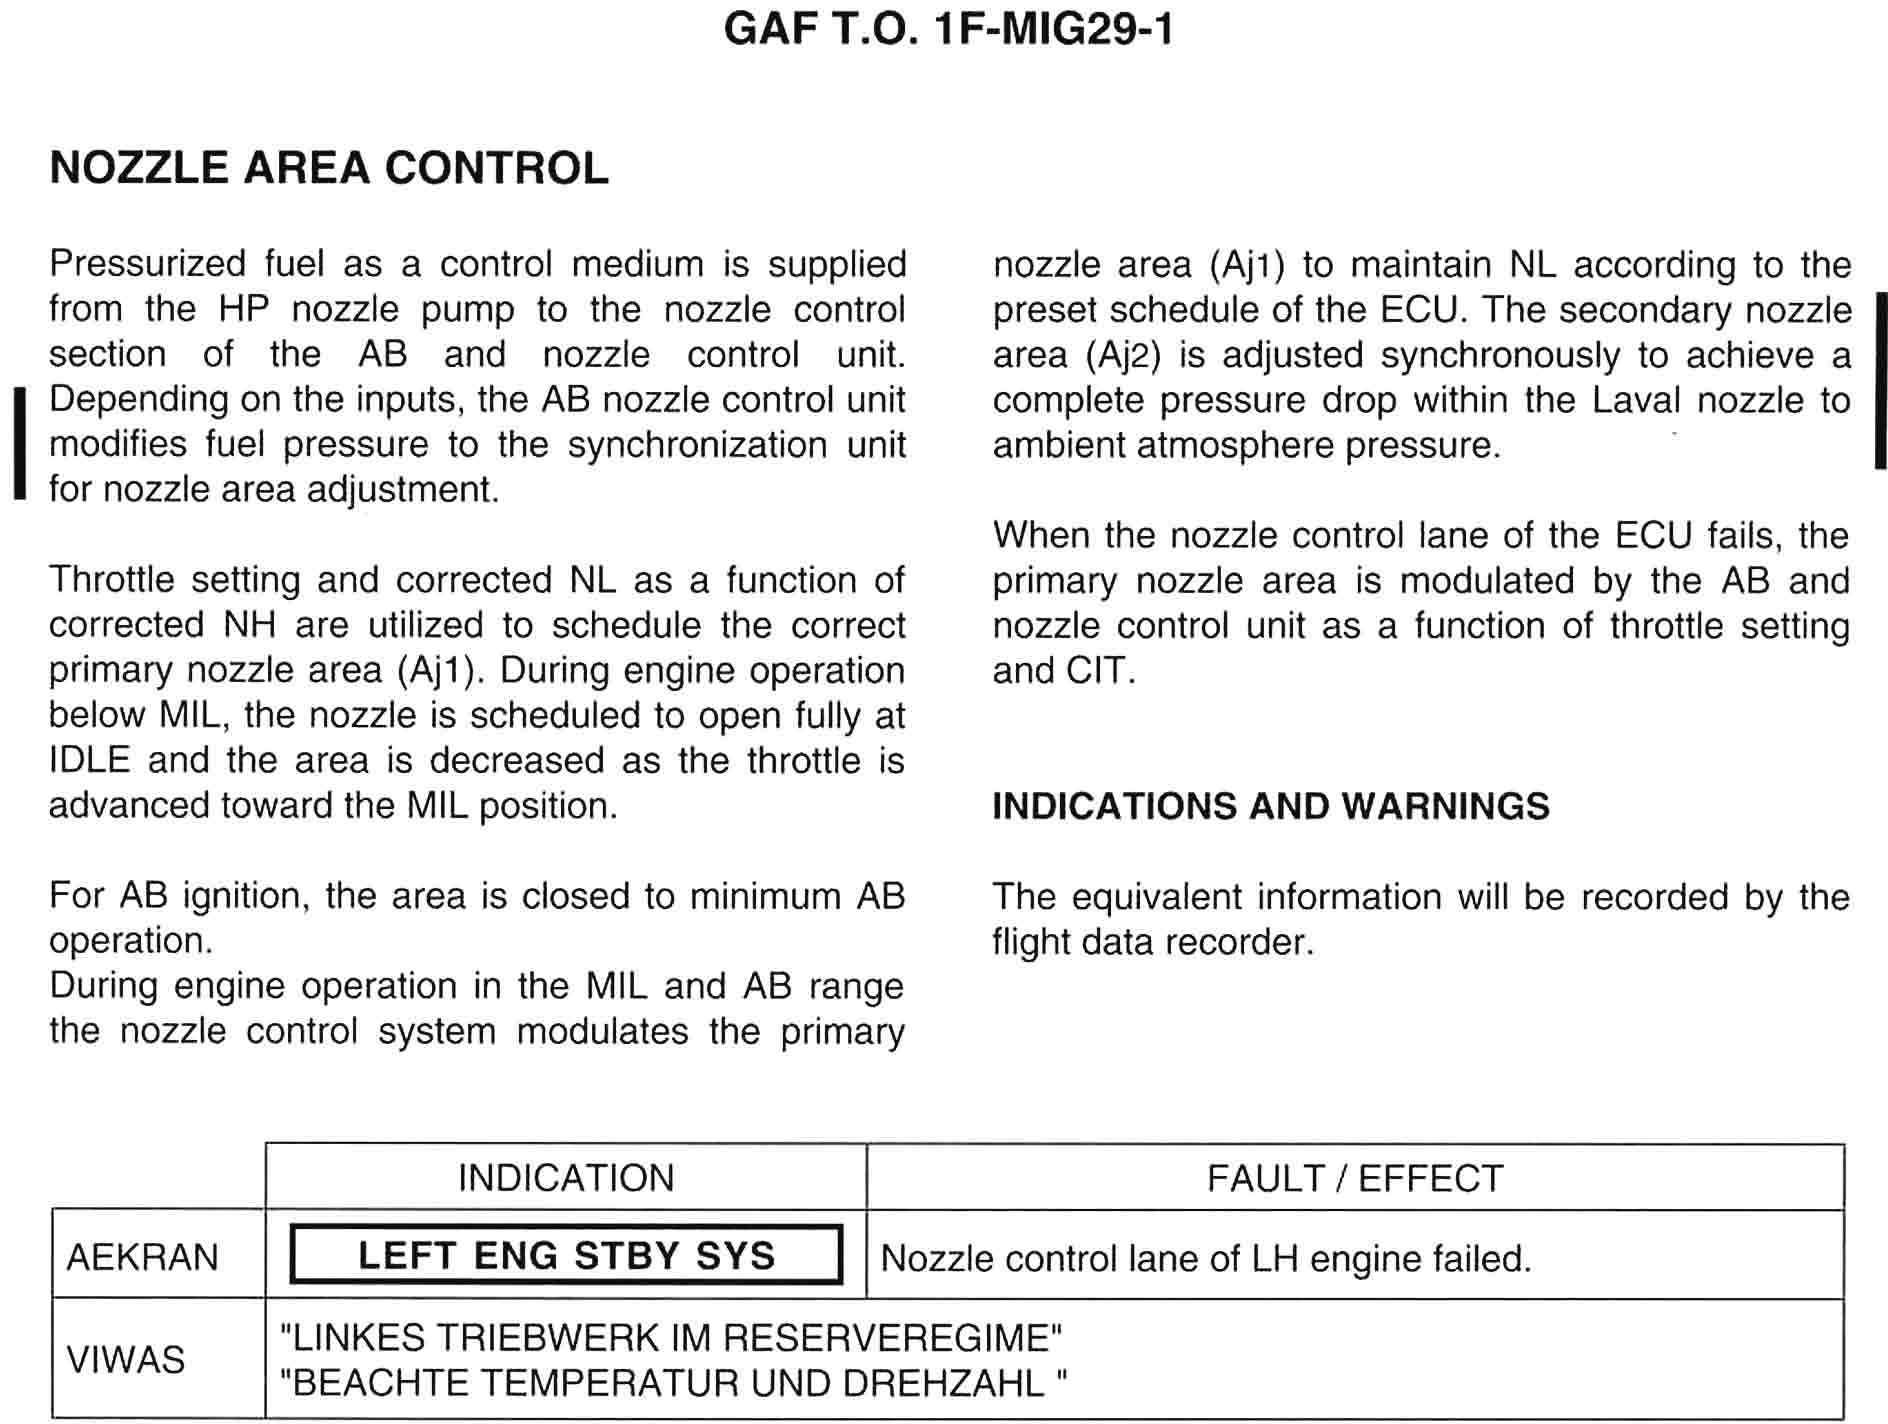 GAF T.O. 1F-MIG29-1
NOZZLE AREA CONTROL
Pressurized fuel as a control medium is supplied
from the HP nozzle pump to the nozzle control
section of the AB and nozzle control unit.
Depending on the inputs, the AB nozzle control unit
modifies fuel pressure to the synchronization unit
for nozzle area adjustment.
Throttle setting and corrected NL as a function of
corrected NH are utilized to schedule the correct
primary nozzle area (Aj1). During engine operation
below MIL, the nozzle is scheduled to open fully at
IDLE and the area is decreased as the throttle is
advanced toward the MIL position.
For AB ignition, the area is closed to minimum AB
operation.
During engine operation in the MIL and AB range
the nozzle control system modulates the primary
nozzle area (Aj1) to maintain NL according to the
preset schedule of the ECU. The secondary nozzle
area (Aj2) is adjusted synchronously to achieve a
complete pressure drop within the Laval nozzle to
ambient atmosphere pressure.
When the nozzle control lane of the ECU fails, the
primary nozzle area is modulated by the AB and
nozzle control unit as a function of throttle setting
and CIT.
INDICATIONS AND WARNINGS
The equivalent information will be recorded by the
flight data recorder.
INDICATION FAULT / EFFECT
AEKRAN LEFT ENG STBY SYS Nozzle control lane of LH engine failed.
VIWAS "LINKES TRIEBWERK IM RESERVEREGIME"
"BEACHTE TEMPERATUR UND DREHZAHL "